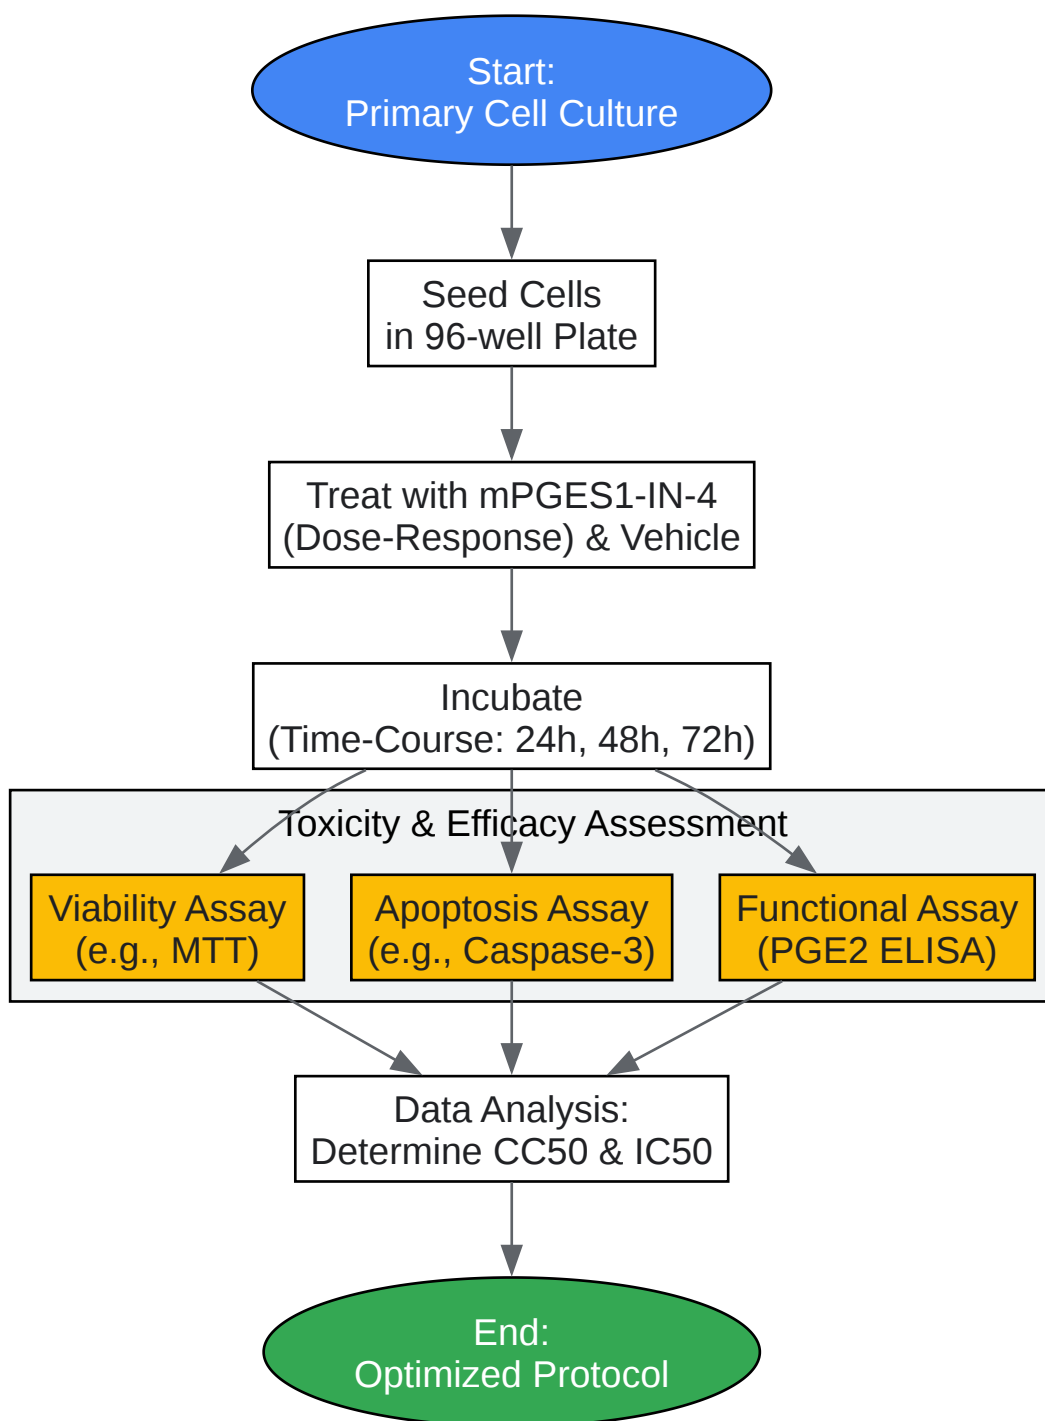 Start:
Primary Cell Culture
Seed Cells
in 96-well Plate
Treat with mPGES1-IN-4
(Dose-Response) & Vehicle
Incubate
(Time-Course: 24h, 48h, 72h)
Toxicity & Efficacy Assessment
Viability Assay
(e.g., MTT)
Apoptosis Assay
(e.g., Caspase-3)
Functional Assay
(PGE2 ELISA)
Data Analysis:
Determine CC50 & IC50
End:
Optimized Protocol